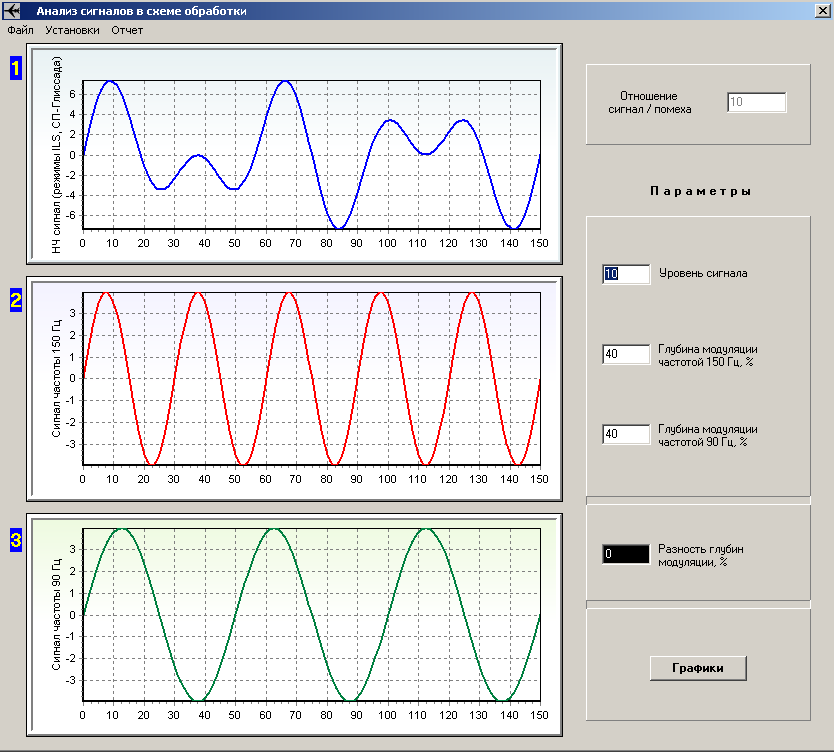 Анализ сигналов в схеме обработки
Файл Установки Отчет
1
НЧ сигнал (режимы ILS, СП-Глиссада)
6
4
2
0
-2
-4
-6
0 10 20 30 40 50 60 70 80 90 100 110 120 130 140 150
2
Сигнал частоты 150 Гц
3
2
1
0
-1
-2
-3
0 10 20 30 40 50 60 70 80 90 100 110 120 130 140 150
3
Сигнал частоты 90 Гц
3
2
1
0
-1
-2
-3
0 10 20 30 40 50 60 70 80 90 100 110 120 130 140 150
Отношение
сигнал / помеха
10
Параметры
10 Уровень сигнала
40 Глубина модуляции
частотой 150 Гц, %
40 Глубина модуляции
частотой 90 Гц, %
0 Разность глубин
модуляции, %
Графики